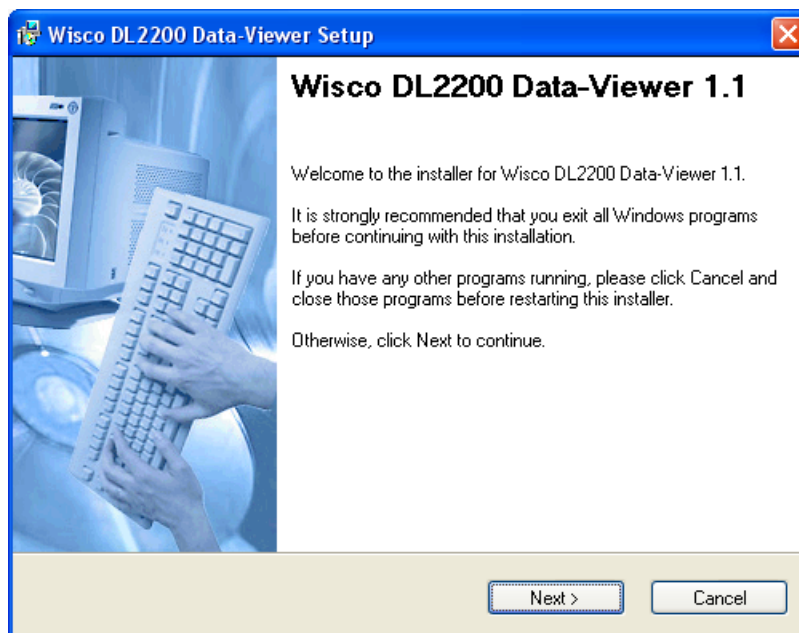 Wisco DL2200 Data-Viewer Setup
Wisco DL2200 Data-Viewer 1.1
Welcome to the installer for Wisco DL2200 Data-Viewer 1.1.
It is strongly recommended that you exit all Windows programs
before continuing with this installation.
If you have any other programs running, please click Cancel and
close those programs before restarting this installer.
Otherwise, click Next to continue.
Next >
Cancel